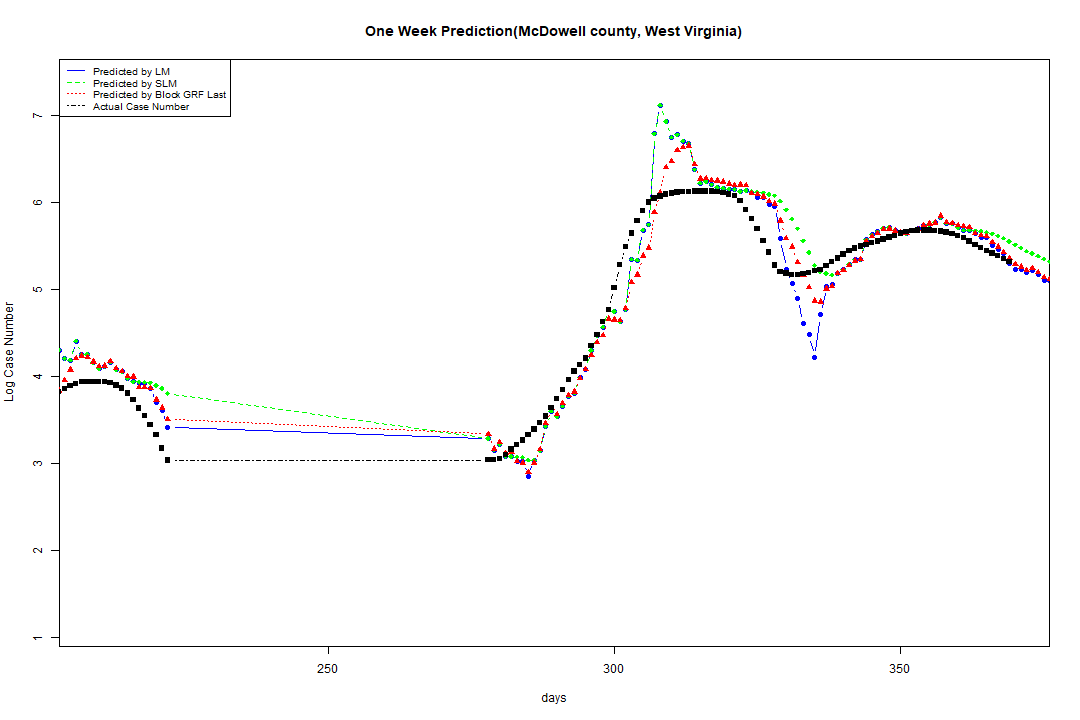 One Week Prediction(McDowell county, West Virginia)
Predicted by LM
Predicted by SLM
Predicted by Block GRF Last
Actual Case Number
Log Case Number
7
6
5
4
3
2
1
250 300 350
days